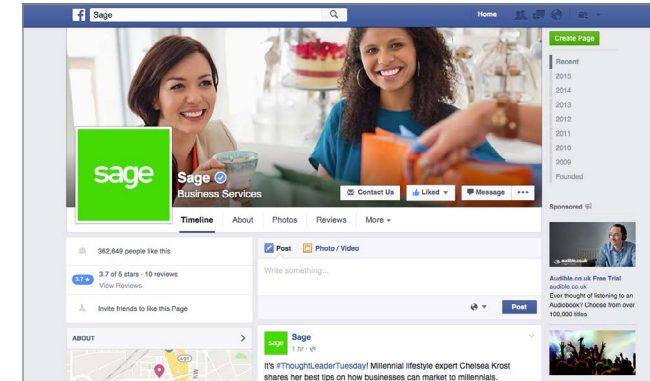 Sage
Home
Create Page
Recent
2015
2014
2013
2012
2011
2010
2009
Founded
sage
Sage
Business Services
Contact Us
Liked
Message
Timeline About Photos Reviews More
362,649 people like this
3.7 ★
3.7 of 5 stars · 10 reviews
View Reviews
Invite friends to like this Page
ABOUT
Post Photo / Video
Write something...
Post
sage
Sage
1 hr ·
It's #ThoughtLeaderTuesday! Millennial lifestyle expert Chelsea Krost
shares her best tips on how businesses can market to millennials.
Sponsored
audible.co.uk
Audible.co.uk Free Trial
audible.co.uk
Ever thought of listening to an
Audiobook? Choose from over
100,000 titles